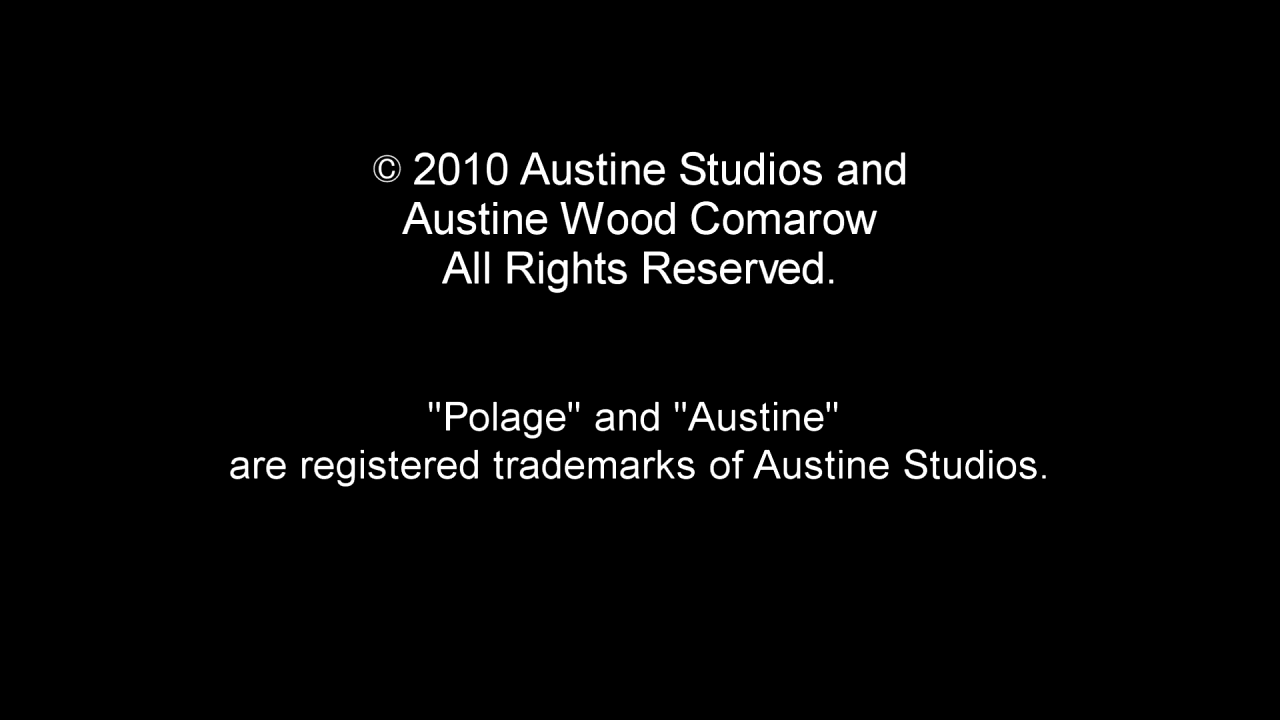 © 2010 Austine Studios and
Austine Wood Comarow
All Rights Reserved.
"Polage" and "Austine"
are registered trademarks of Austine Studios.